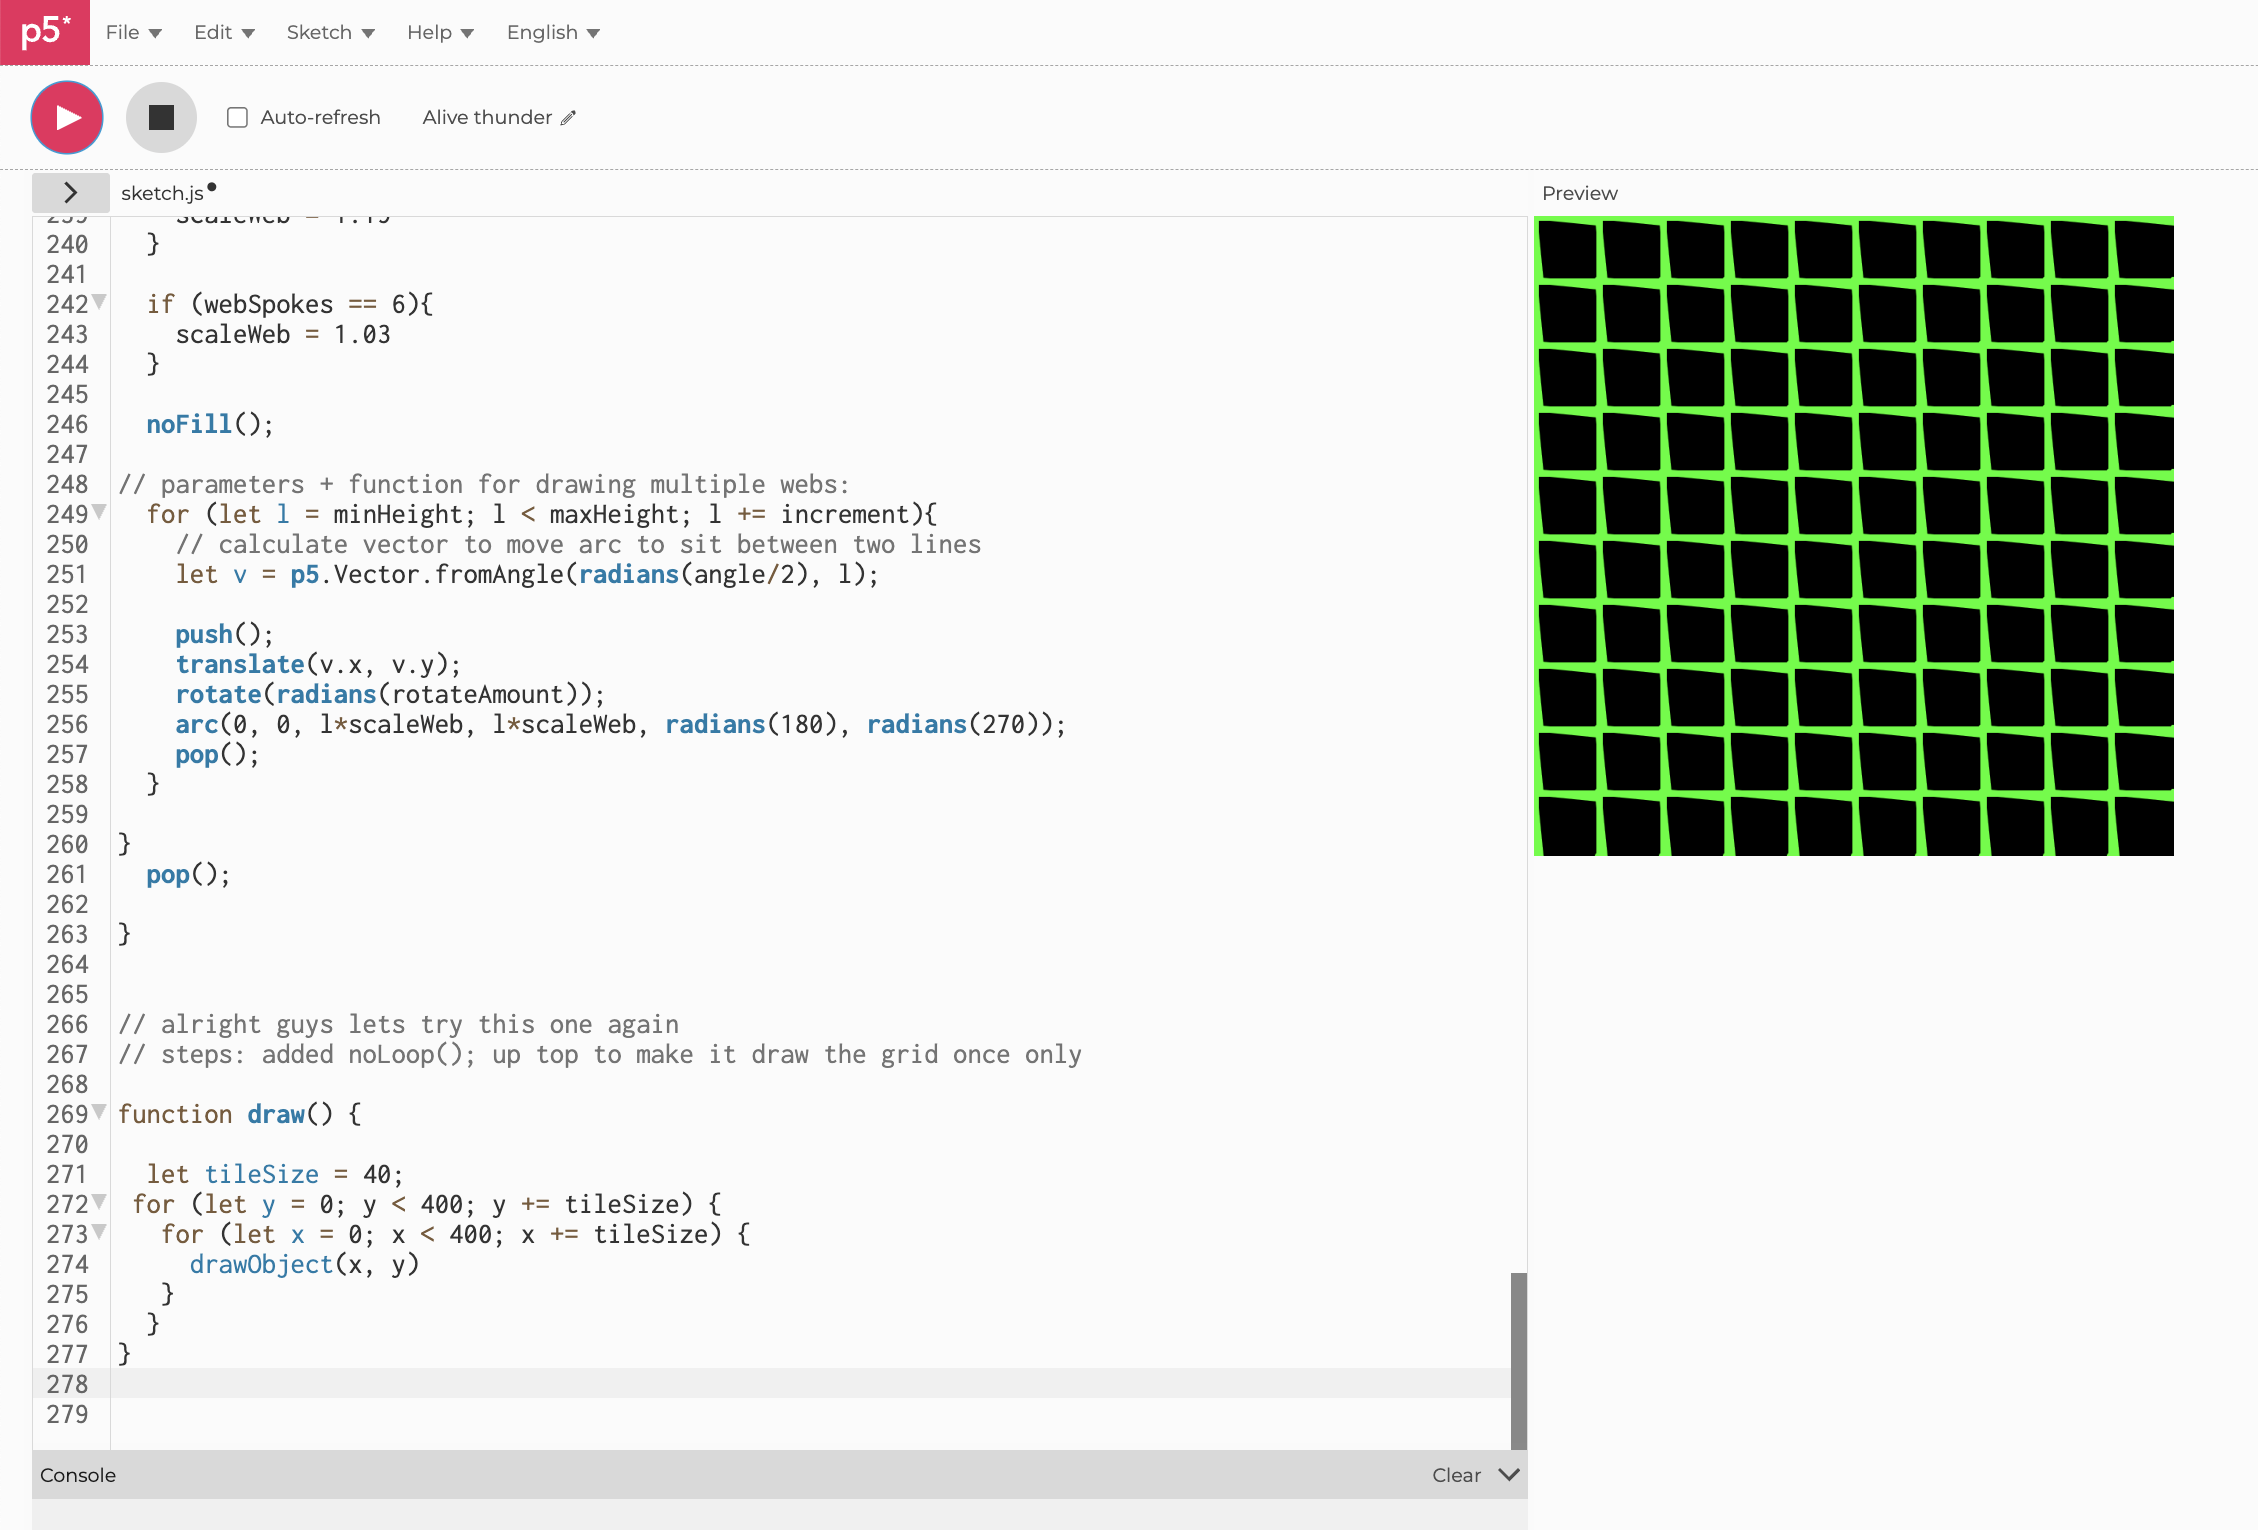 p5* File Edit Sketch Help English
Auto-refresh Alive thunder
sketch.js Preview
239 scaleWeb = 1.19
240 }
241
242 if (webSpokes == 6){
243 scaleWeb = 1.03
244 }
245
246 noFill();
247
248 // parameters + function for drawing multiple webs:
249 for (let l = minHeight; l < maxHeight; l += increment){
250 // calculate vector to move arc to sit between two lines
251 let v = p5.Vector.fromAngle(radians(angle/2), l);
252
253 push();
254 translate(v.x, v.y);
255 rotate(radians(rotateAmount));
256 arc(0, 0, l*scaleWeb, l*scaleWeb, radians(180), radians(270));
257 pop();
258 }
259
260 }
261 pop();
262
263 }
264
265
266 // alright guys lets try this one again
267 // steps: added noLoop(); up top to make it draw the grid once only
268
269 function draw() {
270
271 let tileSize = 40;
272 for (let y = 0; y < 400; y += tileSize) {
273 for (let x = 0; x < 400; x += tileSize) {
274 drawObject(x, y)
275 }
276 }
277 }
278
279
Console Clear